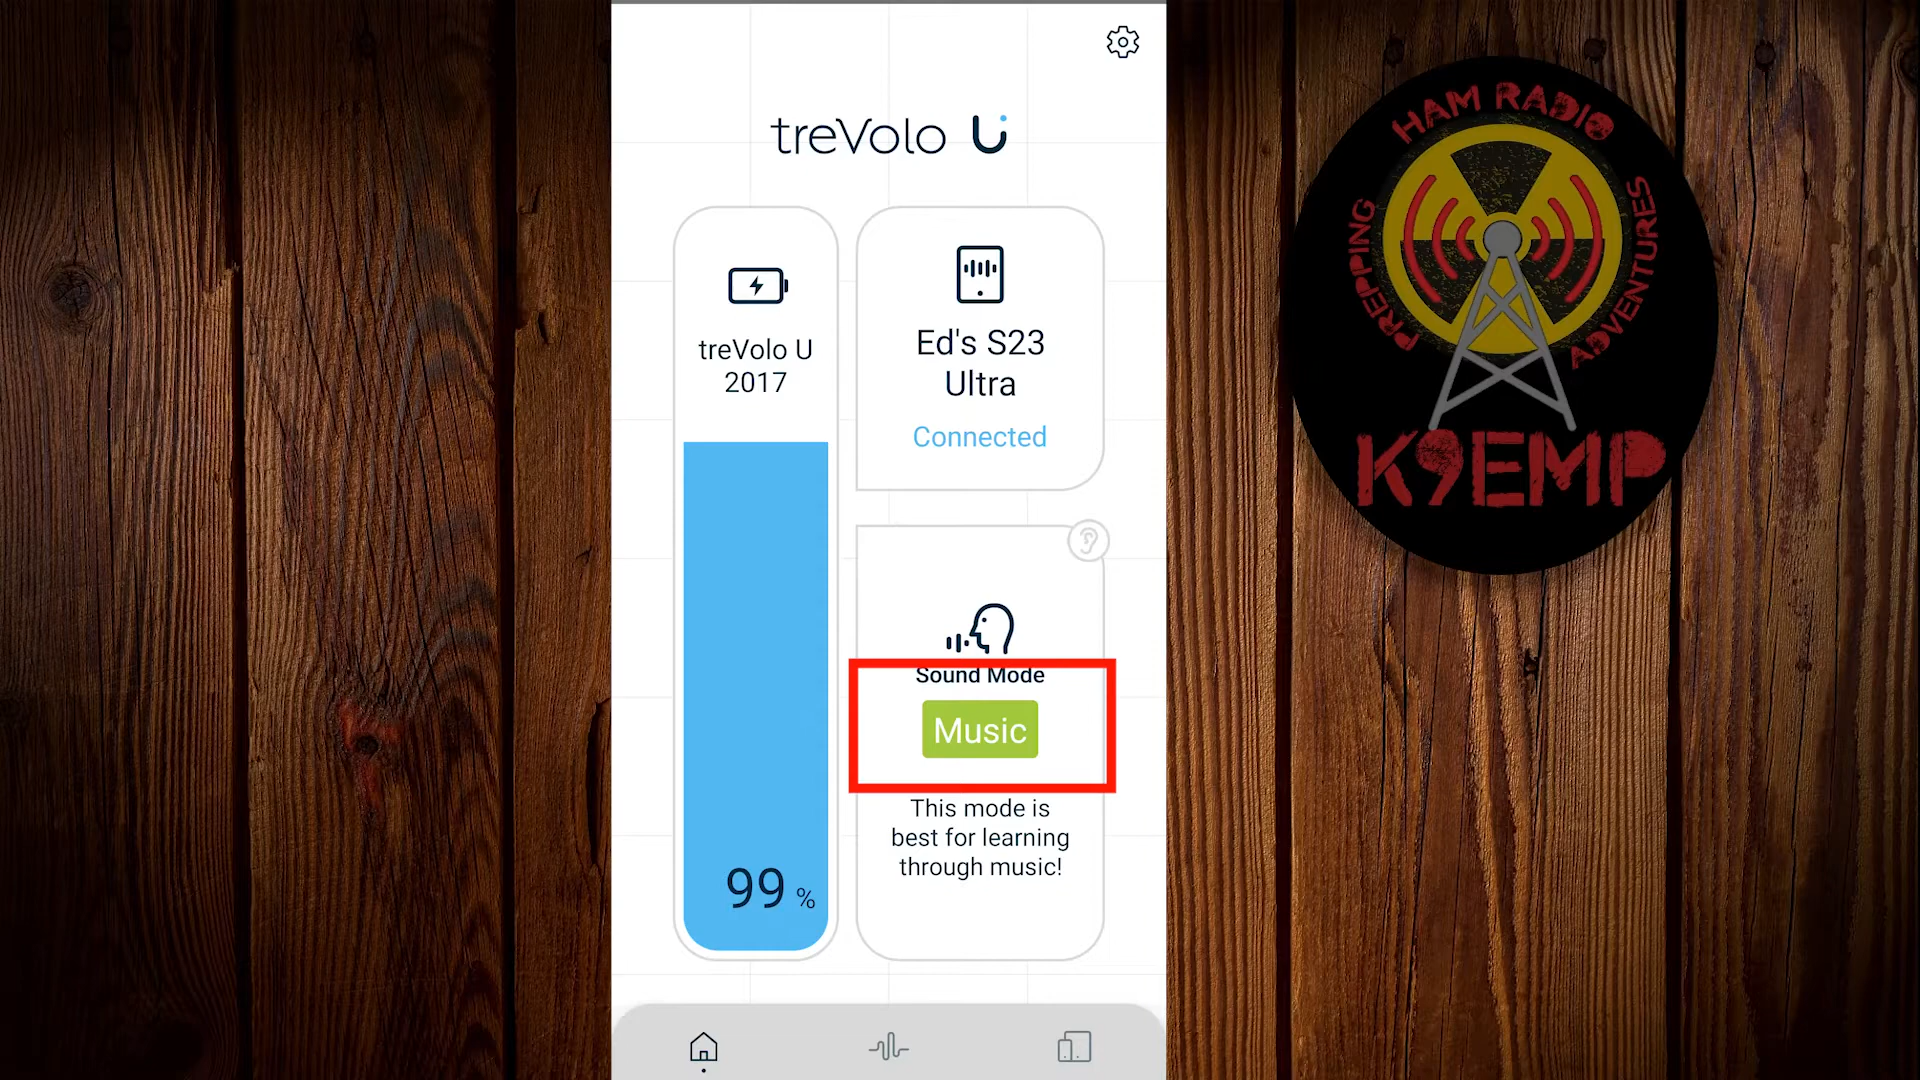 treVolo U
treVolo U
2017
99 %
Ed's S23
Ultra
Connected
Sound Mode
Music
This mode is
best for learning
through music!
HAM RADIO
PREPPING
ADVENTURES
K9EMP